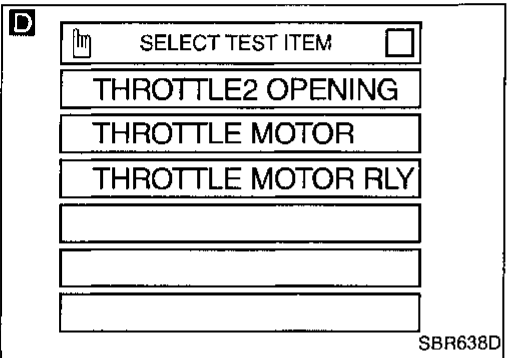 D
SELECT TEST ITEM
THROTTLE2 OPENING
THROTTLE MOTOR
THROTTLE MOTOR RLY
SBR638D